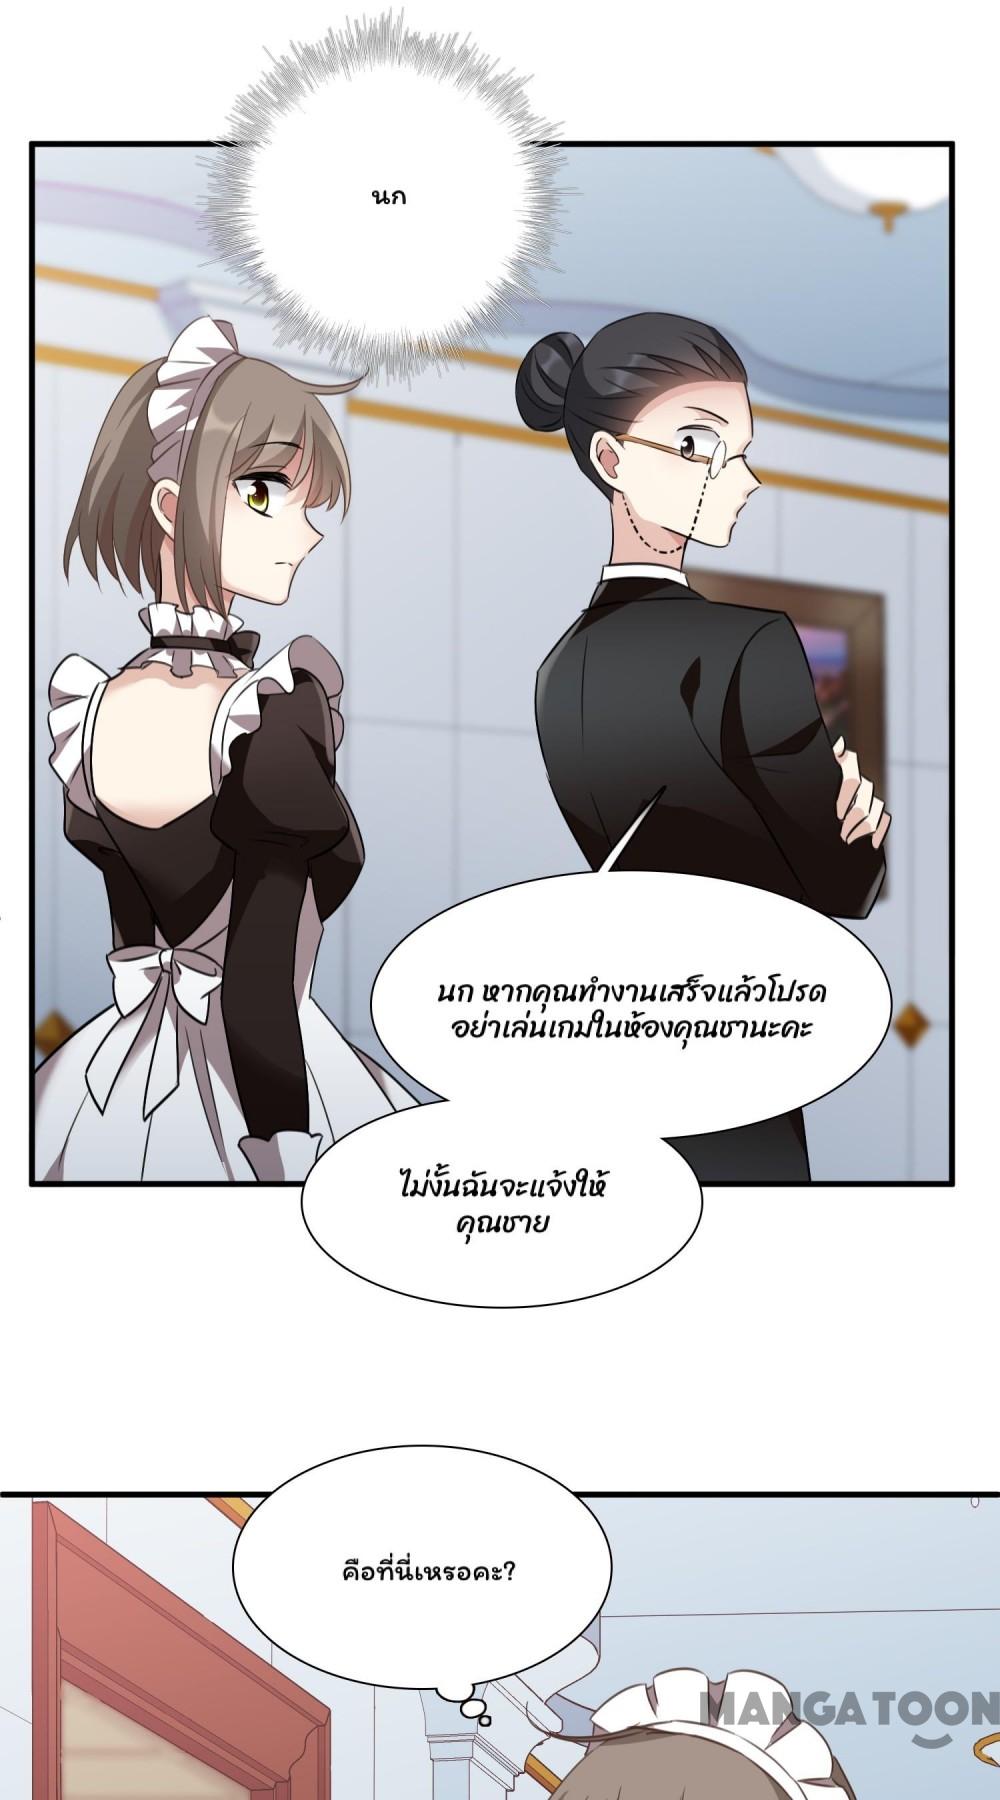 นก
นก หากคุณทำงานเสร็จแล้วโปรด
อย่าเล่นเกมในห้องคุณชานะคะ
ไม่งั้นฉันจะแจ้งให้
คุณชาย
คือที่นี่เหรอคะ?
MANGATOON